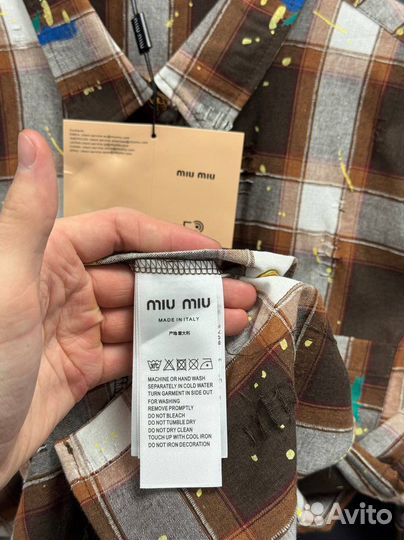 miu miu
miu miu
miu miu
MADE IN ITALY
产地:意大利
MACHINE OR HAND WASH
SEPARATELY IN COLD WATER
TURN GARMENT IN SIDE OUT
FOR WASHING
REMOVE PROMPTLY
DO NOT BLEACH
DO NOT TUMBLE DRY
DO NOT DRY CLEAN
TOUCH UP WITH COOL IRON
DO NOT IRON DECORATION
Avito